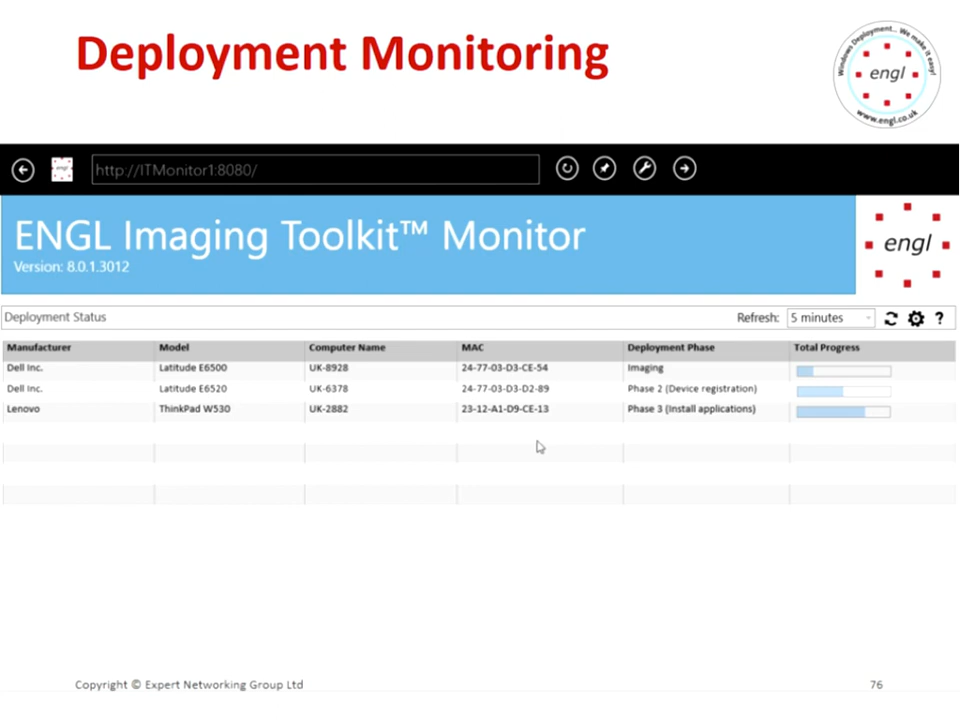 Deployment Monitoring
Windows Deployment... We make it easy!
engl
www.engl.co.uk
http://ITMonitor1:8080/
ENGL Imaging Toolkit™ Monitor
Version: 8.0.1.3012
engl
Deployment Status
Refresh: 5 minutes ?
Manufacturer Model Computer Name MAC Deployment Phase Total Progress
Dell Inc. Latitude E6500 UK-8928 24-77-03-D3-CE-54 Imaging
Dell Inc. Latitude E6520 UK-6378 24-77-03-D3-D2-89 Phase 2 (Device registration)
Lenovo ThinkPad W530 UK-2882 23-12-A1-D9-CE-13 Phase 3 (Install applications)
Copyright © Expert Networking Group Ltd 76